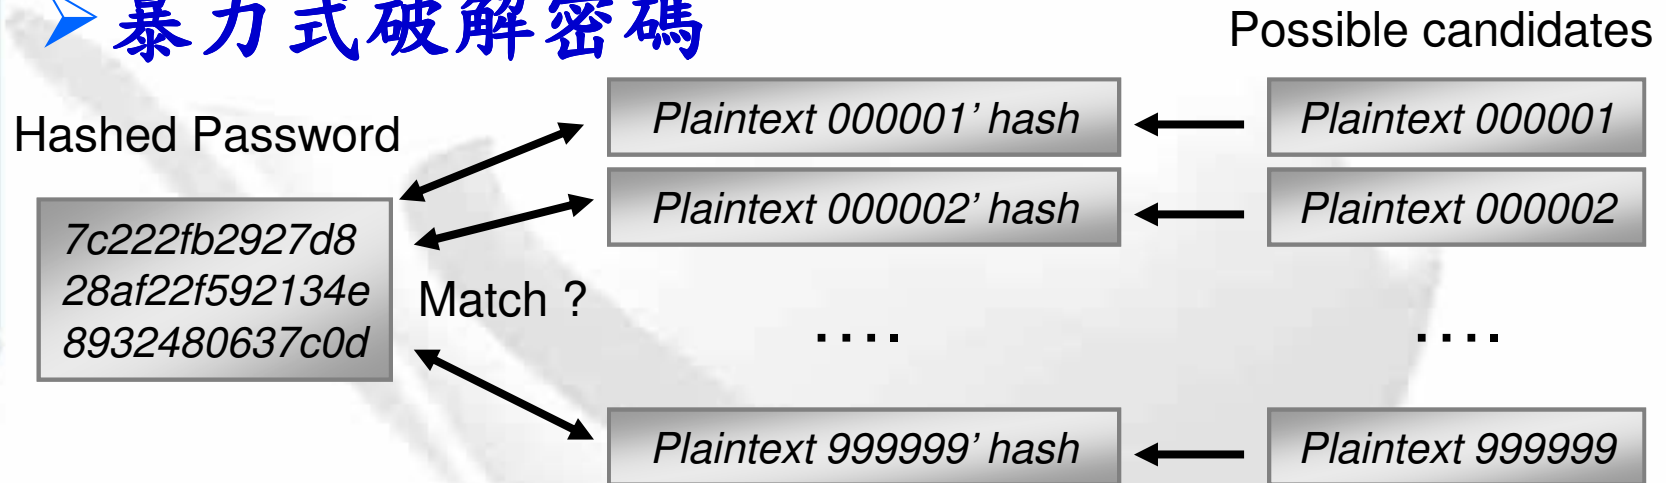 暴力式破解密碼
Possible candidates
Hashed Password
Plaintext 000001’ hash
Plaintext 000001
Plaintext 000002’ hash
Plaintext 000002
7c222fb2927d8
28af22f592134e
8932480637c0d
Match ?
....
....
Plaintext 999999’ hash
Plaintext 999999